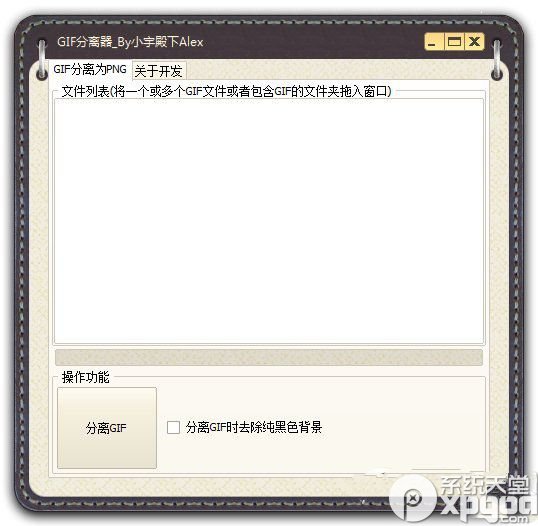 GIF分离器_By小宇殿下Alex
GIF分离为PNG 关于开发
文件列表(将一个或多个GIF文件或者包含GIF的文件夹拖入窗口)
操作功能
分离GIF
分离GIF时去除纯黑色背景
系统天堂
xpgod